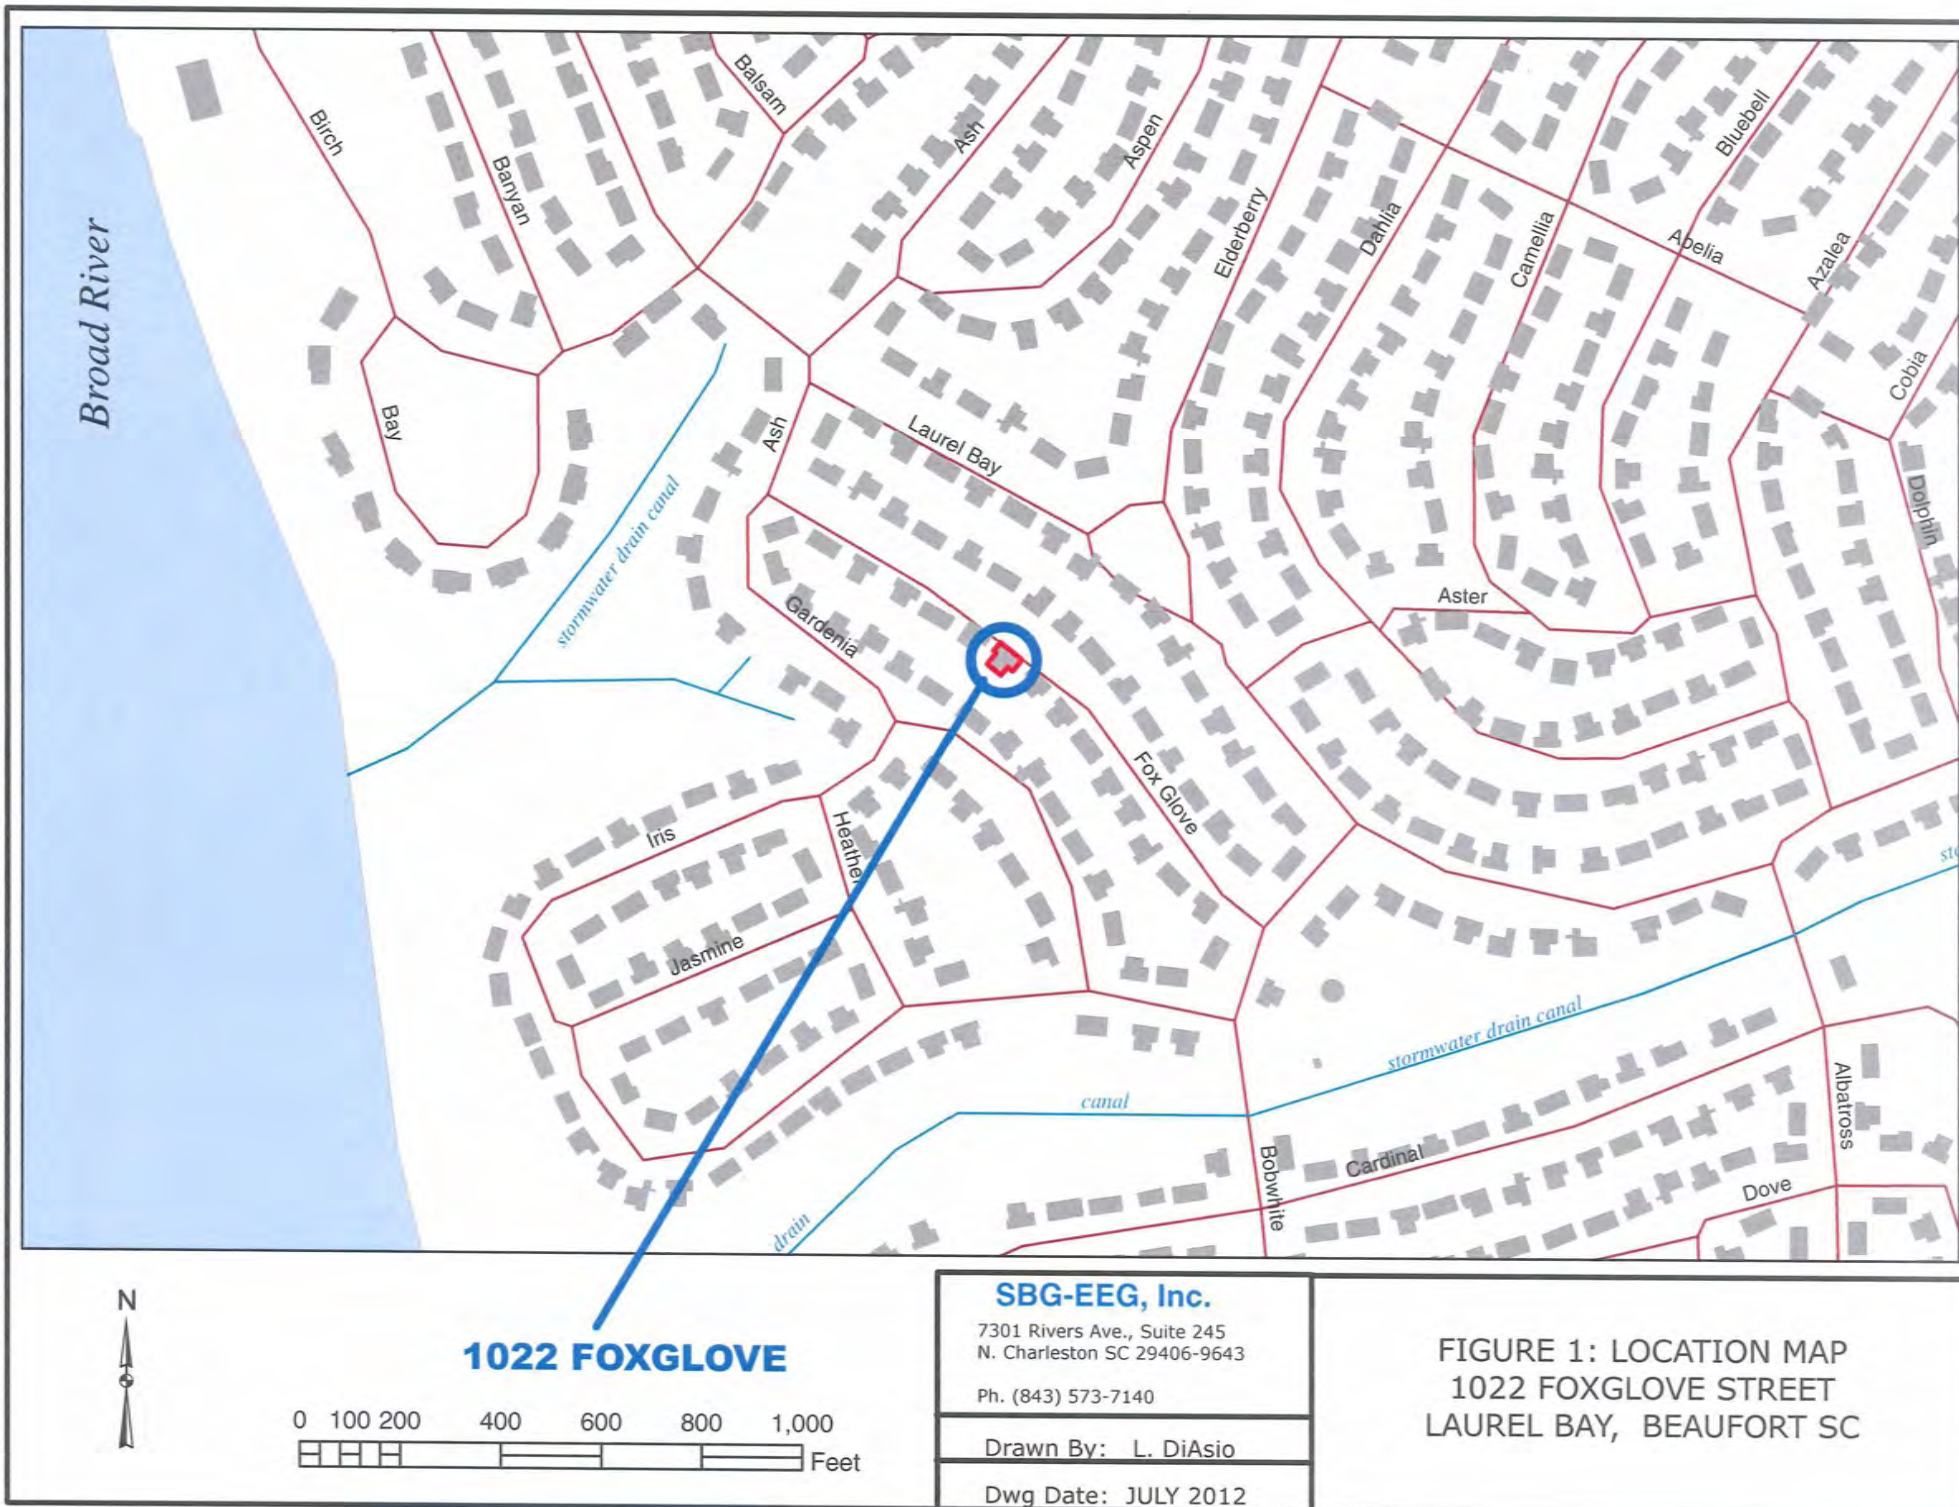 Balsam
Birch
Banyan
Ash
Aspen
Bluebell
Elderberry
Dahlia
Camellia
Abelia
Azalea
Broad River
Cobia
Bay
Ash
Laurel Bay
stormwater drain canal
Dolphin
Aster
Gardenia
Fox Glove
Iris
Heather
Jasmine
stormwater drain canal
canal
drain
Bobwhite
Cardinal
Albatross
Dove
N
1022 FOXGLOVE
0 100 200 400 600 800 1,000
Feet
SBG-EEG, Inc.
7301 Rivers Ave., Suite 245
N. Charleston SC 29406-9643
Ph. (843) 573-7140
Drawn By: L. DiAsio
Dwg Date: JULY 2012
FIGURE 1: LOCATION MAP
1022 FOXGLOVE STREET
LAUREL BAY, BEAUFORT SC